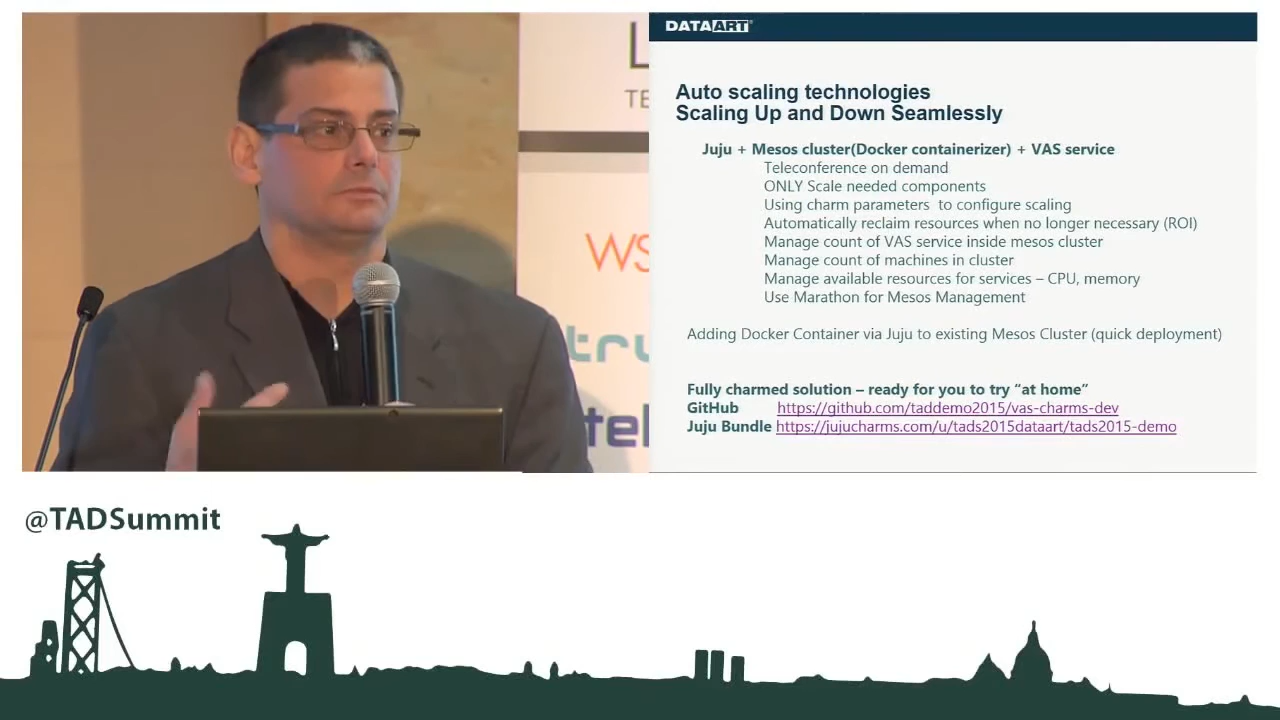 DATAART
Auto scaling technologies
Scaling Up and Down Seamlessly
Juju + Mesos cluster(Docker containerizer) + VAS service
Teleconference on demand
ONLY Scale needed components
Using charm parameters to configure scaling
Automatically reclaim resources when no longer necessary (ROI)
Manage count of VAS service inside mesos cluster
Manage count of machines in cluster
Manage available resources for services – CPU, memory
Use Marathon for Mesos Management
Adding Docker Container via Juju to existing Mesos Cluster (quick deployment)
Fully charmed solution – ready for you to try “at home”
GitHub https://github.com/taddemo2015/vas-charms-dev
Juju Bundle https://jujucharms.com/u/tads2015dataart/tads2015-demo
@TADSummit